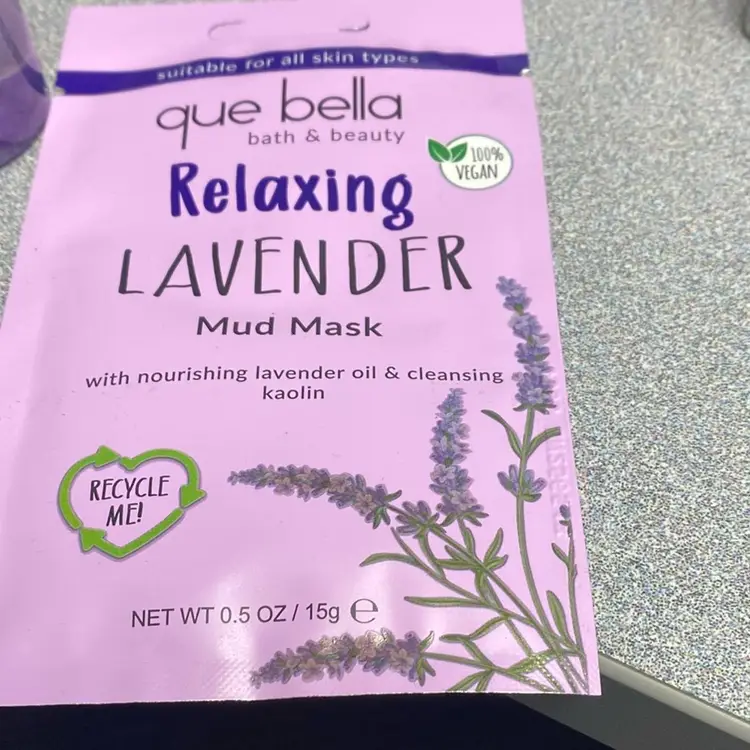 suitable for all skin types
que bella
bath & beauty
100%
VEGAN
Relaxing
LAVENDER
Mud Mask
with nourishing lavender oil & cleansing
kaolin
RECYCLE
ME!
NET WT 0.5 OZ / 15g ℮